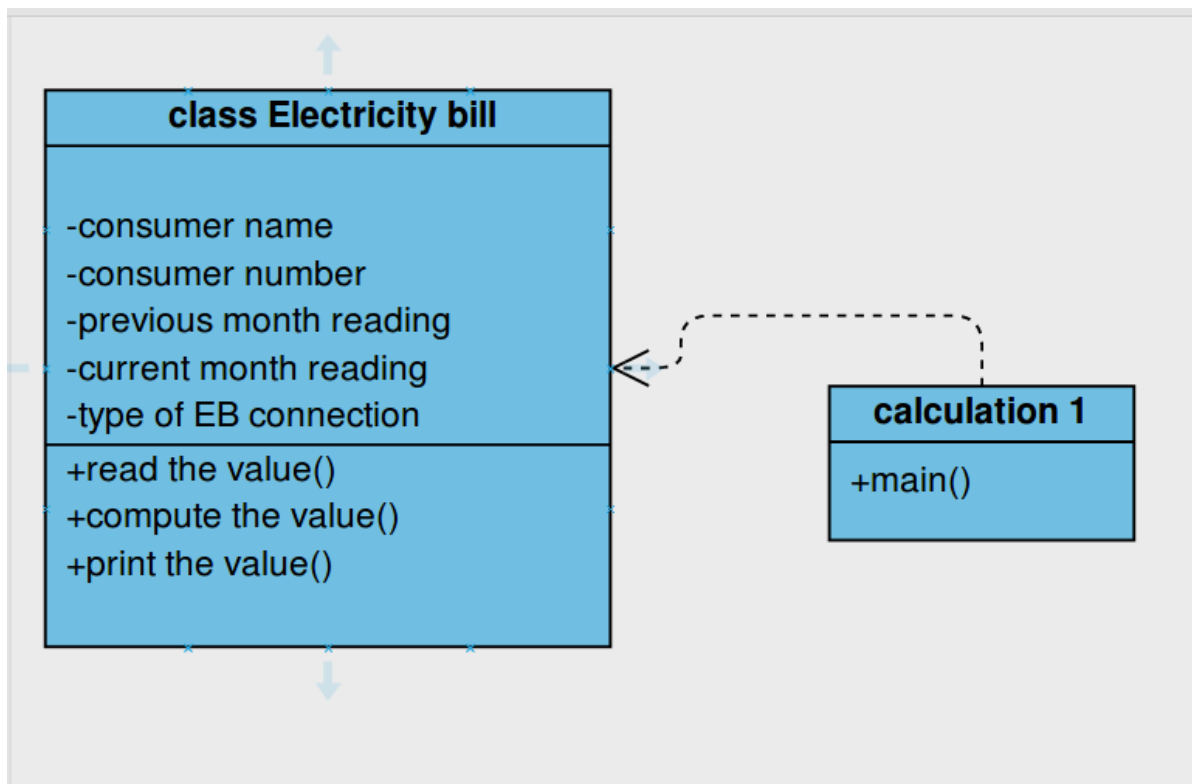 class Electricity bill
-consumer name
-consumer number
-previous month reading
-current month reading
-type of EB connection
+read the value()
+compute the value()
+print the value()
calculation 1
+main()